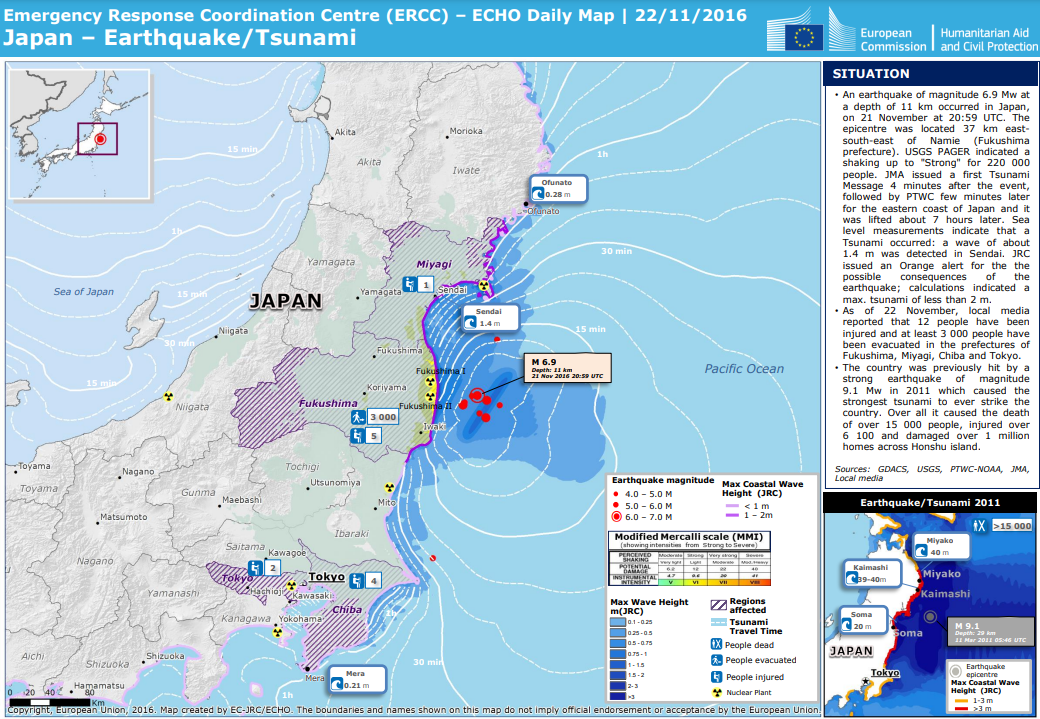 Emergency Response Coordination Centre (ERCC) – ECHO Daily Map | 22/11/2016
Japan – Earthquake/Tsunami
European
Commission
Humanitarian Aid
and Civil Protection
SITUATION
• An earthquake of magnitude 6.9 Mw at
a depth of 11 km occurred in Japan,
on 21 November at 20:59 UTC. The
epicentre was located 37 km east-
south-east of Namie (Fukushima
prefecture). USGS PAGER indicated a
shaking up to "Strong" for 220 000
people. JMA issued a first Tsunami
Message 4 minutes after the event,
followed by PTWC few minutes later
for the eastern coast of Japan and it
was lifted about 7 hours later. Sea
level measurements indicate that a
Tsunami occurred: a wave of about
1.4 m was detected in Sendai. JRC
issued an Orange alert for the the
possible consequences of the
earthquake; calculations indicated a
max. tsunami of less than 2 m.
• As of 22 November, local media
reported that 12 people have been
injured and at least 3 000 people have
been evacuated in the prefectures of
Fukushima, Miyagi, Chiba and Tokyo.
• The country was previously hit by a
strong earthquake of magnitude
9.1 Mw in 2011 which caused the
strongest tsunami to ever strike the
country. Over all it caused the death
of over 15 000 people, injured over
6 100 and damaged over 1 million
homes across Honshu island.
Sources: GDACS, USGS, PTWC-NOAA, JMA,
Local media
Akita
Morioka
15 min
1h
Akita
Iwate
Ofunato
0.28 m
Ofunato
1h
30 min
Miyagi
Yamagata
1
Sendai
Yamagata
Sea of Japan
15 min
JAPAN
Sendai
1.4 m
Niigata
15 min
30 min
Fukushima
M 6.9
Depth: 11 km
21 Nov 2016 20:59 UTC
Pacific Ocean
Fukushima I
15 min
Koriyama
Niigata
Fukushima
Fukushima II
3 000
Iwaki
5
Toyama
Nagano
Tochigi
Toyama
Utsunomiya
Gunma
Maebashi
Mito
Matsumoto
Ibaraki
Saitama
Kawagoe
Nagano
2
Tokyo
Tokyo
4
Hachioji
Kawasaki
Yamanashi
Chiba
Kanagawa
Yokohama
1h
Aichi
Shizuoka
Shizuoka
30 min
Mera
Mera
0.21 m
Hamamatsu
1h
0 20 40 80
Km
Copyright, European Union, 2016. Map created by EC-JRC/ECHO. The boundaries and names shown on this map do not imply official endorsement or acceptance by the European Union.
Earthquake magnitude
4.0 – 5.0 M
5.0 – 6.0 M
6.0 – 7.0 M
Max Coastal Wave
Height (JRC)
< 1 m
1 – 2m
Modified Mercalli scale (MMI)
(showing intensities from Strong to Severe)
PERCEIVED SHAKING Moderate Strong Very strong Severe
POTENTIAL DAMAGE Very light Light Moderate Mod./Heavy
6.2 12 22 40
INSTRUMENTAL INTENSITY V VI VII VIII
Max Wave Height
m(JRC)
0.1 - 0.25
0.25 - 0.5
0.5 - 0.75
0.75 - 1
1 - 1.5
1.5 - 2
2- 3
>3
Regions
affected
Tsunami
Travel Time
People dead
People evacuated
People injured
Nuclear Plant
Earthquake/Tsunami 2011
>15 000
Miyako
40 m
Kaimashi
39-40m
Miyako
Kaimashi
Soma
20 m
Soma
M 9.1
Depth: 29 km
11 Mar 2011 05:46 UTC
JAPAN
Tokyo
Earthquake
epicentre
Max Coastal Wave
Height (JRC)
1-3 m
>3 m